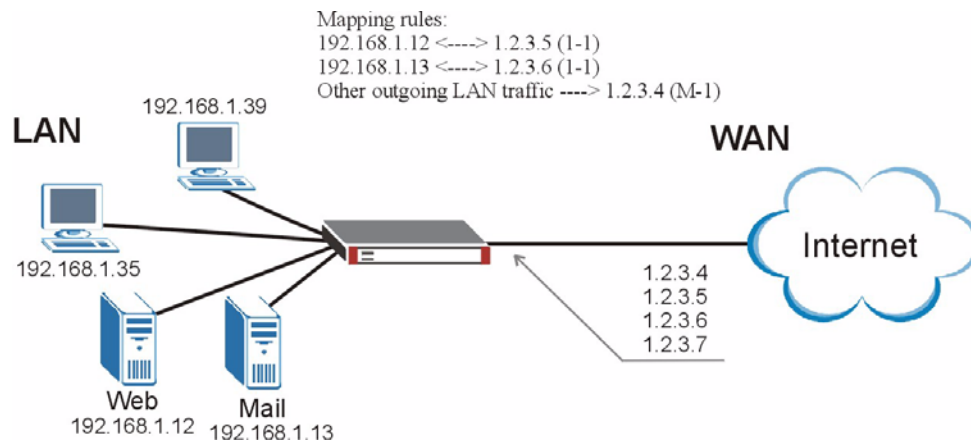 Mapping rules:
192.168.1.12 <----> 1.2.3.5 (1-1)
192.168.1.13 <----> 1.2.3.6 (1-1)
Other outgoing LAN traffic ----> 1.2.3.4 (M-1)
LAN
192.168.1.39
WAN
192.168.1.35
Internet
1.2.3.4
1.2.3.5
1.2.3.6
1.2.3.7
Web
192.168.1.12
Mail
192.168.1.13